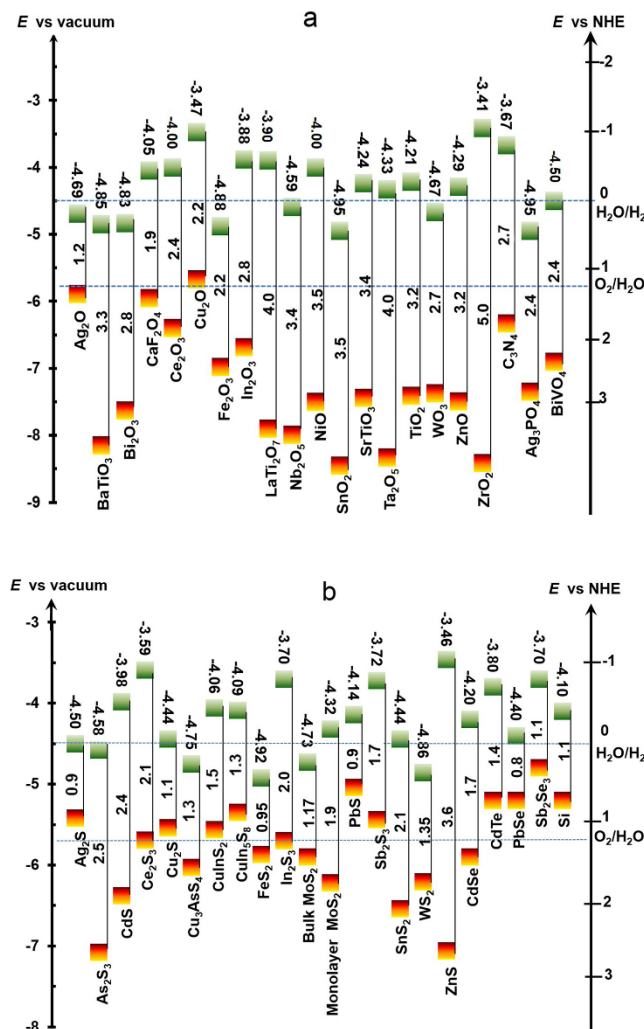 a
E vs vacuum
E vs NHE
-3
-4
-5
-6
-7
-8
-9
-2
-1
0
H2O/H2
1
O2/H2O
2
3
-4.69 1.2 Ag2O
-4.85 3.3 BaTiO3
-4.83 2.8 Bi2O3
-4.05 1.9 CaF2O4
-4.00 2.4 Ce2O3
-3.47 2.2 Cu2O
-4.88 2.2 Fe2O3
-3.88 2.8 In2O3
-3.90 4.0 LaTi2O7
-4.59 3.4 Nb2O5
-4.00 3.5 NiO
-4.95 3.5 SnO2
-4.24 3.4 SrTiO3
-4.33 4.0 Ta2O5
-4.21 3.2 TiO2
-4.67 2.7 WO3
-4.29 3.2 ZnO
-3.41 5.0 ZrO2
-3.67 2.7 C3N4
-4.95 2.4 Ag3PO4
-4.50 2.4 BiVO4
b
E vs vacuum
E vs NHE
-3
-4
-5
-6
-7
-8
-1
0
H2O/H2
1
O2/H2O
2
3
-4.50 0.9 Ag2S
-4.58 2.5 As2S3
-3.98 2.4 CdS
-3.59 2.1 Ce2S3
-4.44 1.1 Cu2S
-4.75 1.3 Cu3AsS4
-4.06 1.5 CuInS2
-4.09 1.3 CuIn5S8
-4.92 0.95 FeS2
-3.70 2.0 In2S3
-4.73 1.17 Bulk MoS2
-4.32 1.9 Monolayer MoS2
-4.14 0.9 PbS
-3.72 1.7 Sb2S3
-4.44 2.1 SnS2
-4.86 1.35 WS2
-3.46 3.6 ZnS
-4.20 1.7 CdSe
-3.80 1.4 CdTe
-4.40 0.8 PbSe
-3.70 1.1 Sb2Se3
-4.10 1.1 Si